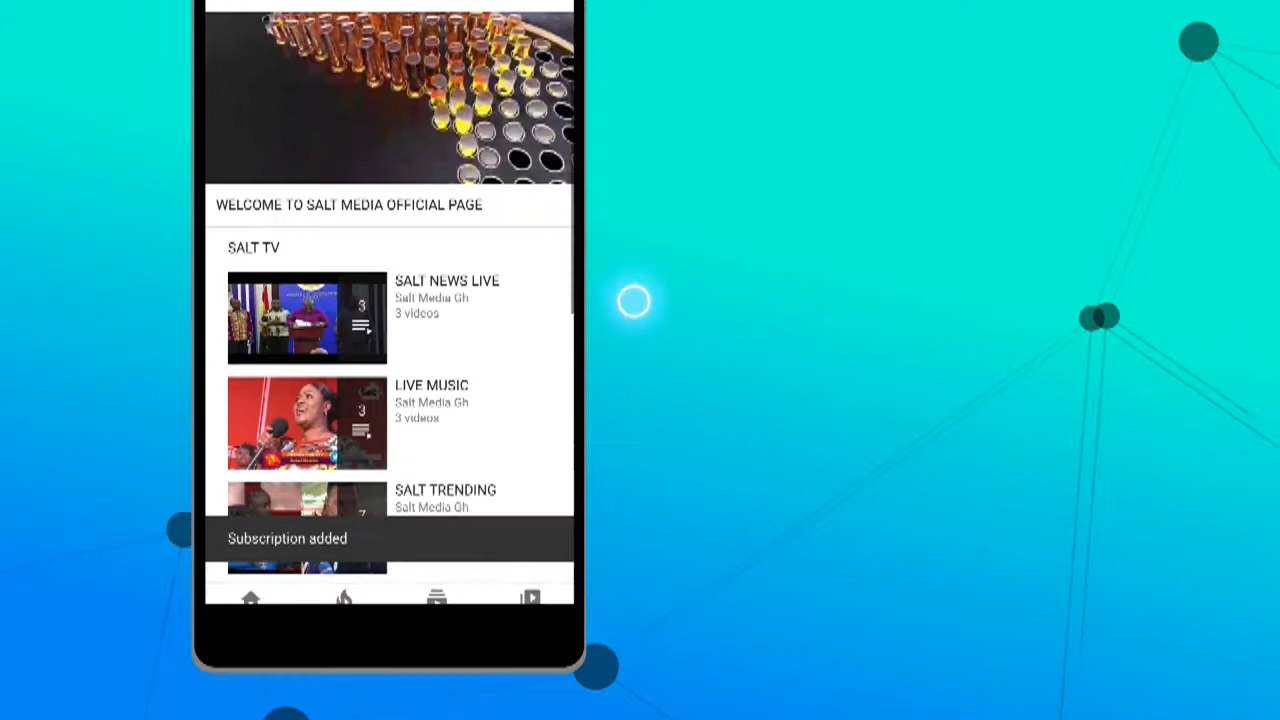 WELCOME TO SALT MEDIA OFFICIAL PAGE
SALT TV
3
SALT NEWS LIVE
Salt Media Gh
3 videos
3
LIVE MUSIC
Salt Media Gh
3 videos
7
SALT TRENDING
Salt Media Gh
Subscription added